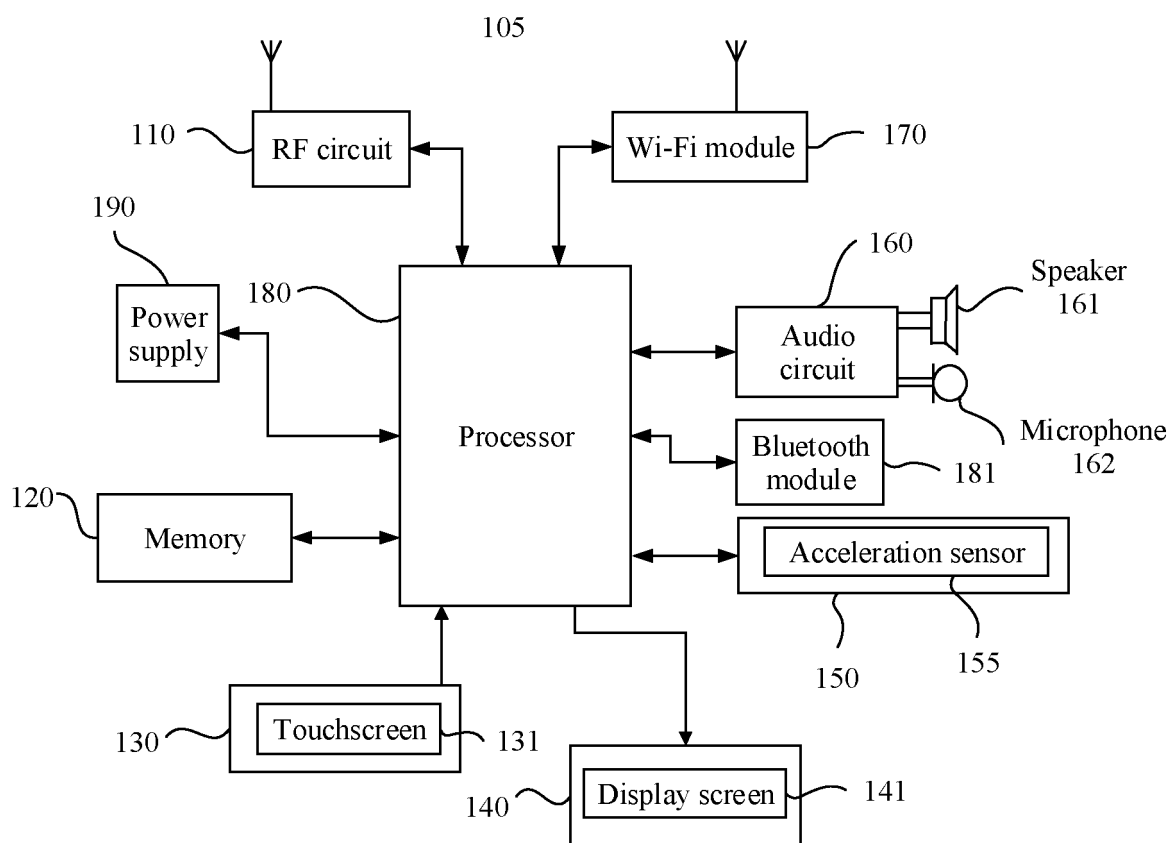 105
110
RF circuit
Wi-Fi module
170
190
160
Speaker
161
180
Power
supply
Audio
circuit
Processor
Microphone
162
Bluetooth
module
181
120
Memory
Acceleration sensor
150
155
130
Touchscreen
131
140
Display screen
141